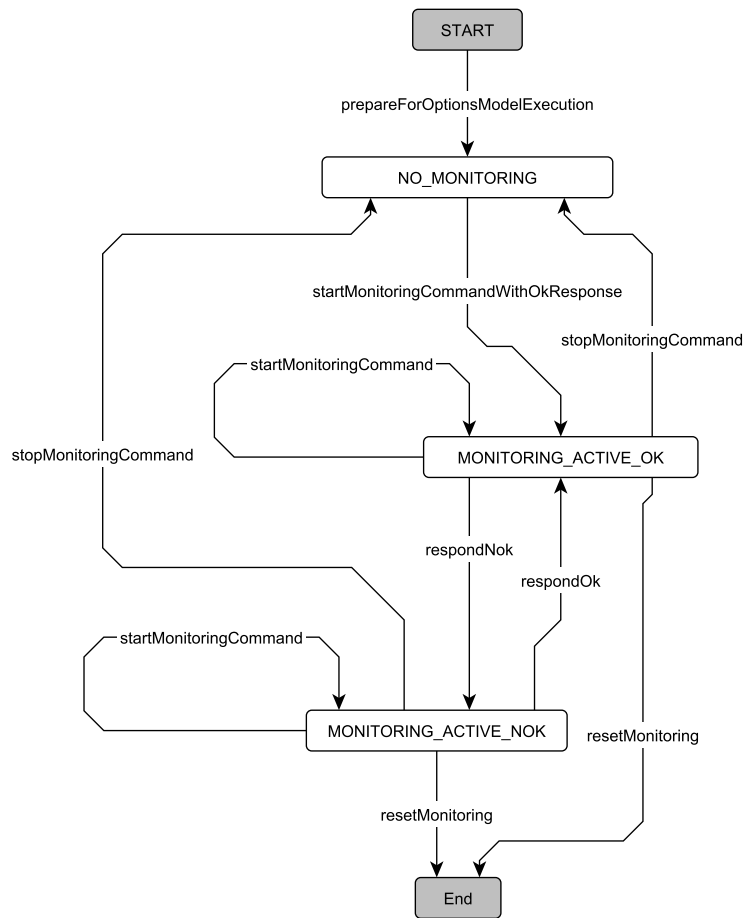 START
prepareForOptionsModelExecution
NO_MONITORING
startMonitoringCommandWithOkResponse
stopMonitoringCommand
startMonitoringCommand
stopMonitoringCommand
MONITORING_ACTIVE_OK
respondNok
respondOk
startMonitoringCommand
MONITORING_ACTIVE_NOK
resetMonitoring
resetMonitoring
End